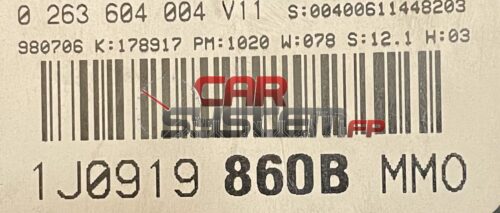 0 263 604 004 V11 S:00400611448203
980706 K:178917 PM:1020 W:078 S:12.1 H:03
CAR
SYSTEM FP
1J0919 860B MMO